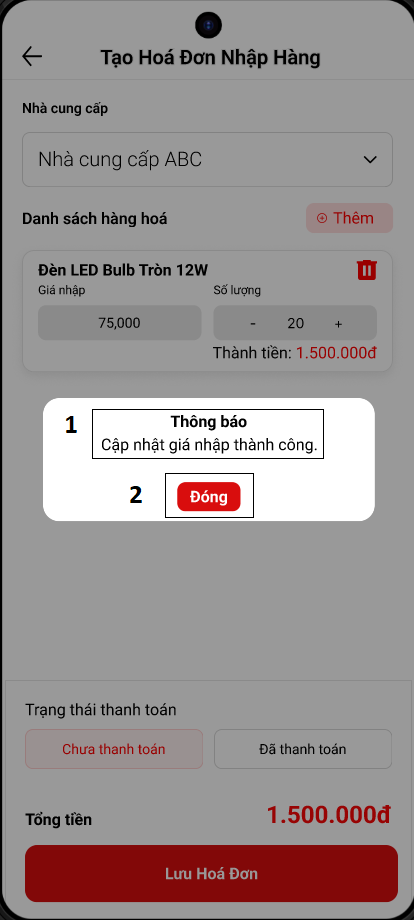 Tạo Hoá Đơn Nhập Hàng
Nhà cung cấp
Nhà cung cấp ABC
Danh sách hàng hoá
Thêm
Đèn LED Bulb Tròn 12W
Giá nhập
Số lượng
75,000
- 20 +
Thành tiền: 1.500.000đ
1
Thông báo
Cập nhật giá nhập thành công.
2
Đóng
Trạng thái thanh toán
Chưa thanh toán
Đã thanh toán
Tổng tiền
1.500.000đ
Lưu Hoá Đơn